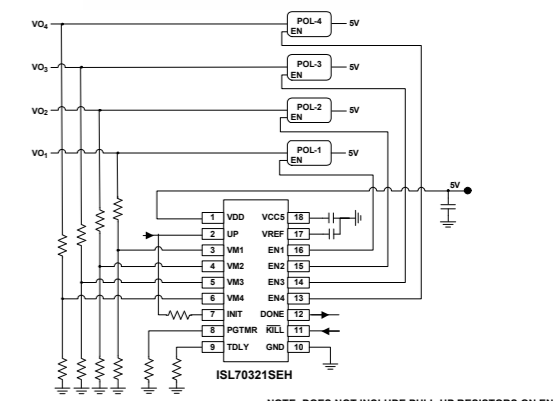 VO4
POL-4
EN
5V
VO3
POL-3
EN
5V
VO2
POL-2
EN
5V
VO1
POL-1
EN
5V
5V
1 VDD VCC5 18
2 UP VREF 17
3 VM1 EN1 16
4 VM2 EN2 15
5 VM3 EN3 14
6 VM4 EN4 13
7 INIT DONE 12
8 PGTMR KILL 11
9 TDLY GND 10
ISL70321SEH